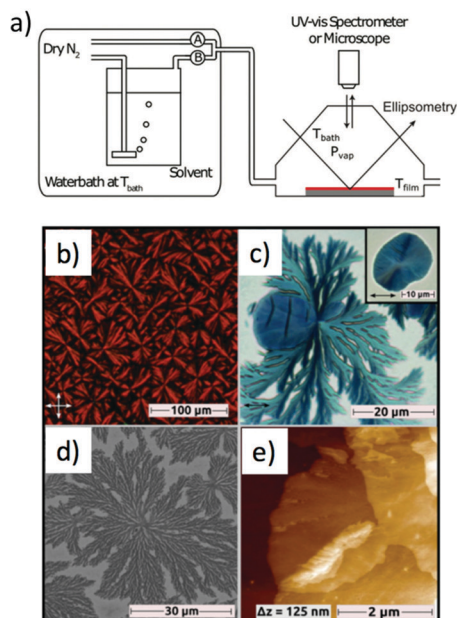 a)
UV-vis Spectrometer
or Microscope
Dry N2
A
B
Ellipsometry
Tbath
Pvap
Solvent
Waterbath at Tbath
Tfilm
b)
100 μm
c)
10 μm
20 μm
d)
30 μm
e)
Δz = 125 nm
2 μm